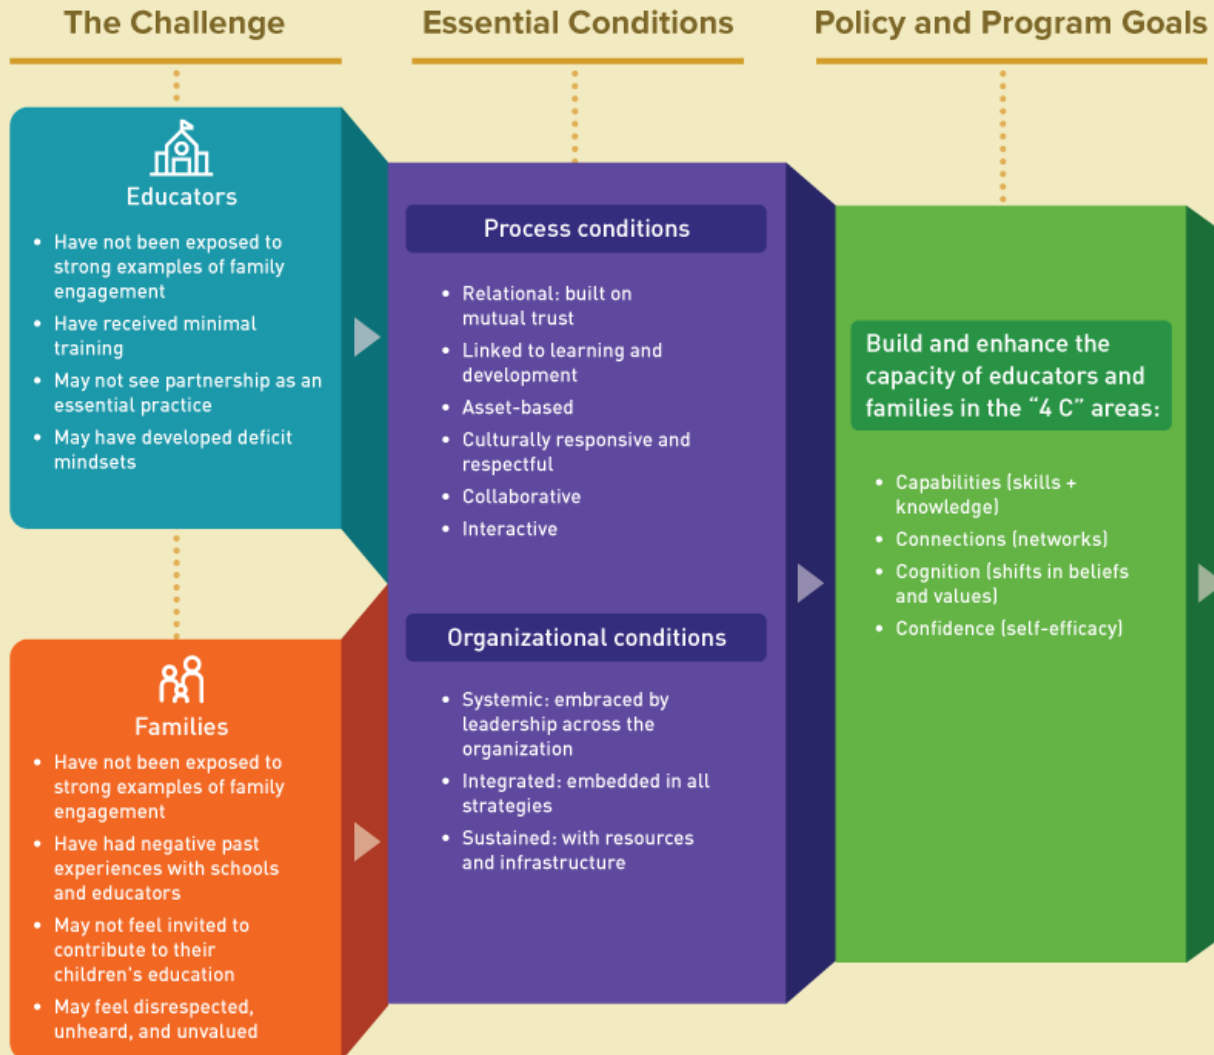 The Challenge
Essential Conditions
Policy and Program Goals
Educators
• Have not been exposed to
strong examples of family
engagement
• Have received minimal
training
• May not see partnership as an
essential practice
• May have developed deficit
mindsets
Families
• Have not been exposed to
strong examples of family
engagement
• Have had negative past
experiences with schools
and educators
• May not feel invited to
contribute to their
children's education
• May feel disrespected,
unheard, and unvalued
Process conditions
• Relational: built on
mutual trust
• Linked to learning and
development
• Asset-based
• Culturally responsive and
respectful
• Collaborative
• Interactive
Organizational conditions
• Systemic: embraced by
leadership across the
organization
• Integrated: embedded in all
strategies
• Sustained: with resources
and infrastructure
Build and enhance the
capacity of educators and
families in the “4 C” areas:
• Capabilities (skills +
knowledge)
• Connections (networks)
• Cognition (shifts in beliefs
and values)
• Confidence (self-efficacy)